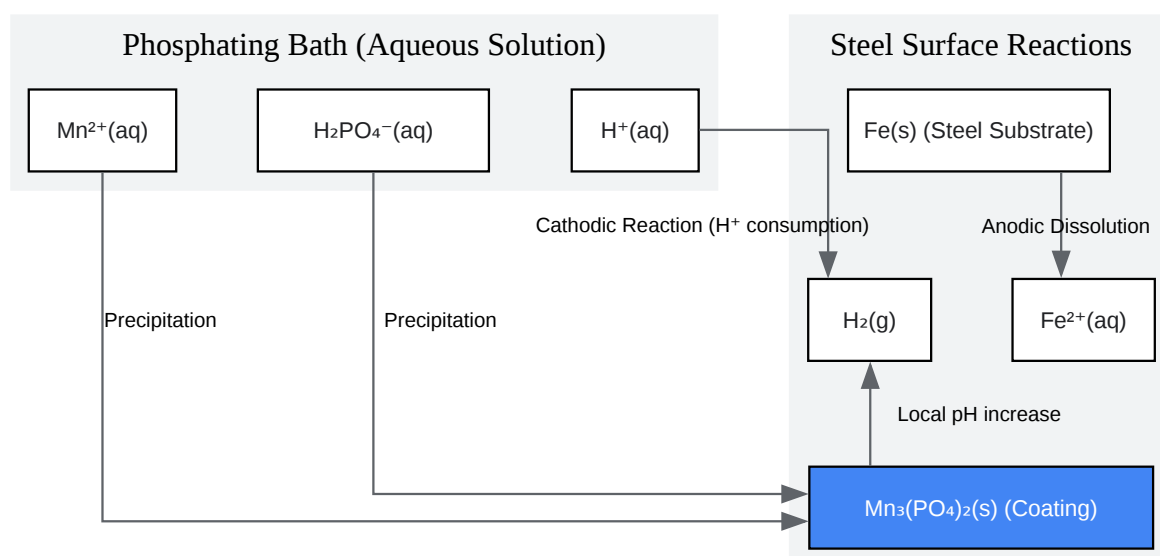 Phosphating Bath (Aqueous Solution)
Steel Surface Reactions
Mn²⁺(aq)
H₂PO₄⁻(aq)
H⁺(aq)
Fe(s) (Steel Substrate)
Cathodic Reaction (H⁺ consumption)
Anodic Dissolution
Precipitation
Precipitation
H₂(g)
Fe²⁺(aq)
Local pH increase
Mn₃(PO₄)₂(s) (Coating)